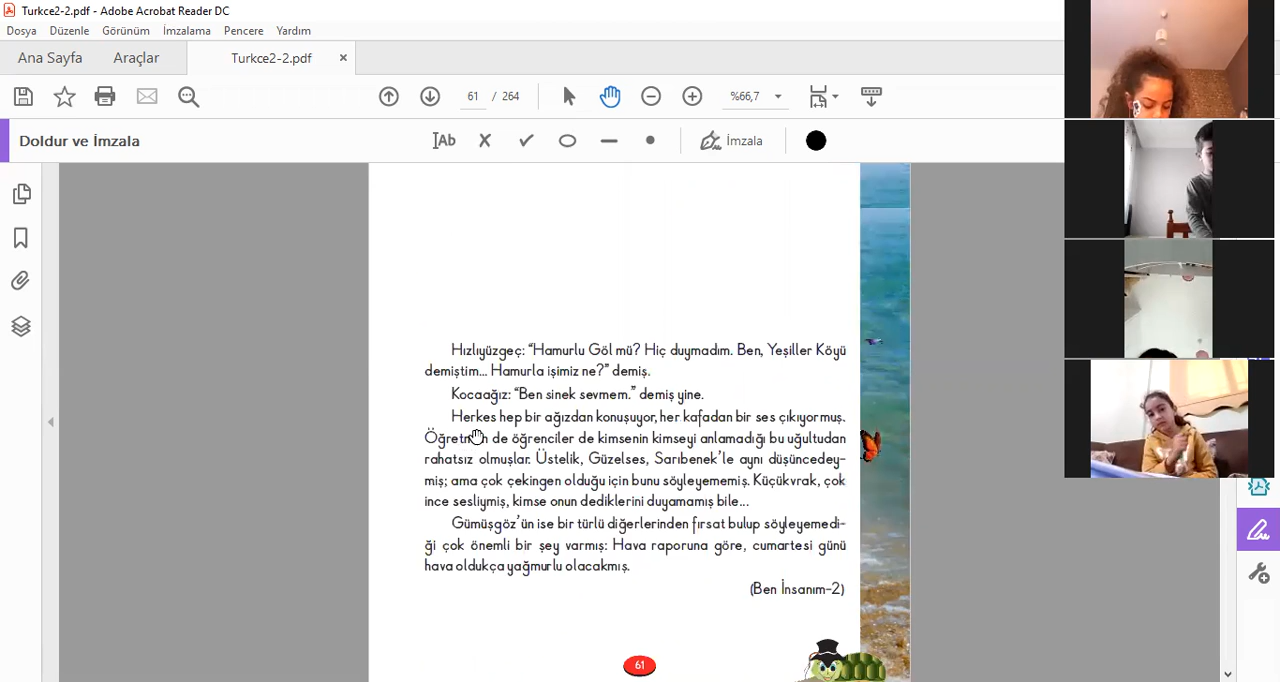 Turkce2-2.pdf - Adobe Acrobat Reader DC
Dosya Düzenle Görünüm İmzalama Pencere Yardım
Ana Sayfa Araçlar Turkce2-2.pdf ×
61 / 264 %66,7
Doldur ve İmzala
İmzala
Hızlıyüzgeç: “Hamurlu Göl mü? Hiç duymadım. Ben, Yeşiller Köyü
demiştim... Hamurla işimiz ne?” demiş.
Kocaağız: “Ben sinek sevmem.” demiş yine.
Herkes hep bir ağızdan konuşuyor, her kafadan bir ses çıkıyormuş.
de öğrenciler de kimsenin kimseyi anlamadığı bu uğultudan
rahatsız olmuşlar. Üstelik, Güzelses, Sarıbenek’le aynı düşüncedey-
miş; ama çok çekingen olduğu için bunu söyleyememiş. Küçükvrak, çok
ince sesliymiş, kimse onun dediklerini duyamamış bile...
Gümüşgöz’ün ise bir türlü diğerlerinden fırsat bulup söyleyemedi-
ği çok önemli bir şey varmış: Hava raporuna göre, cumartesi günü
hava oldukça yağmurlu olacakmış.
(Ben İnsanım-2)
61